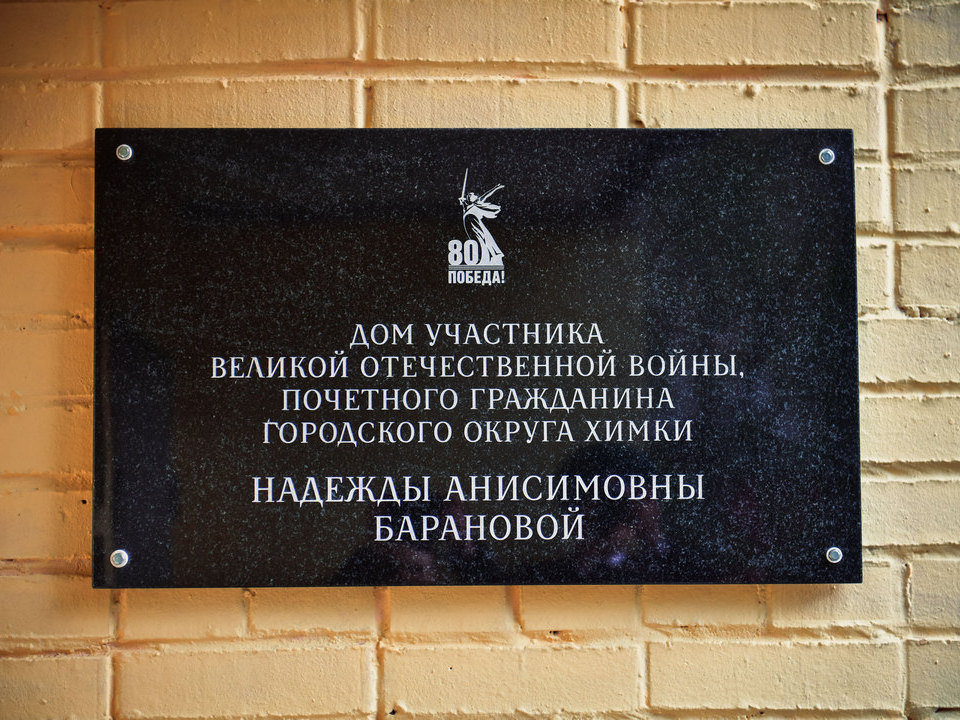 80
ПОБЕДА!
ДОМ УЧАСТНИКА
ВЕЛИКОЙ ОТЕЧЕСТВЕННОЙ ВОЙНЫ,
ПОЧЕТНОГО ГРАЖДАНИНА
ГОРОДСКОГО ОКРУГА ХИМКИ
НАДЕЖДЫ АНИСИМОВНЫ
БАРАНОВОЙ